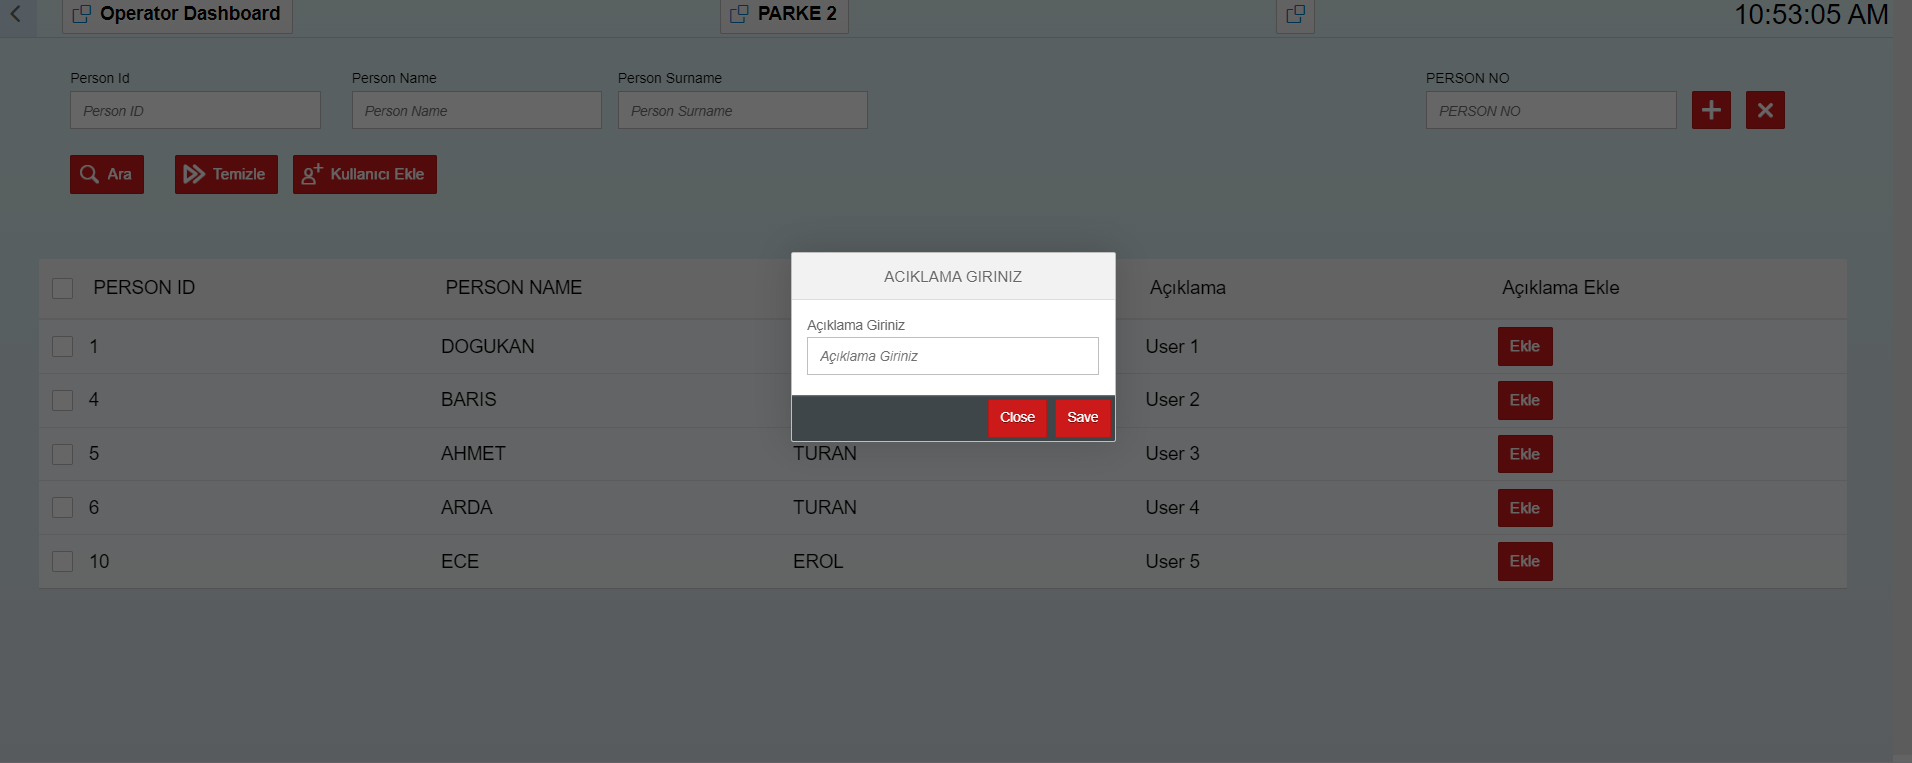 Operator Dashboard PARKE 2 10:53:05 AM
Person Id Person Name Person Surname PERSON NO
Person ID Person Name Person Surname PERSON NO
Ara Temizle Kullanıcı Ekle
ACIKLAMA GIRINIZ
Açıklama Giriniz
Açıklama Giriniz
Close Save
PERSON ID PERSON NAME Açıklama Açıklama Ekle
1 DOGUKAN User 1 Ekle
4 BARIS User 2 Ekle
5 AHMET TURAN User 3 Ekle
6 ARDA TURAN User 4 Ekle
10 ECE EROL User 5 Ekle